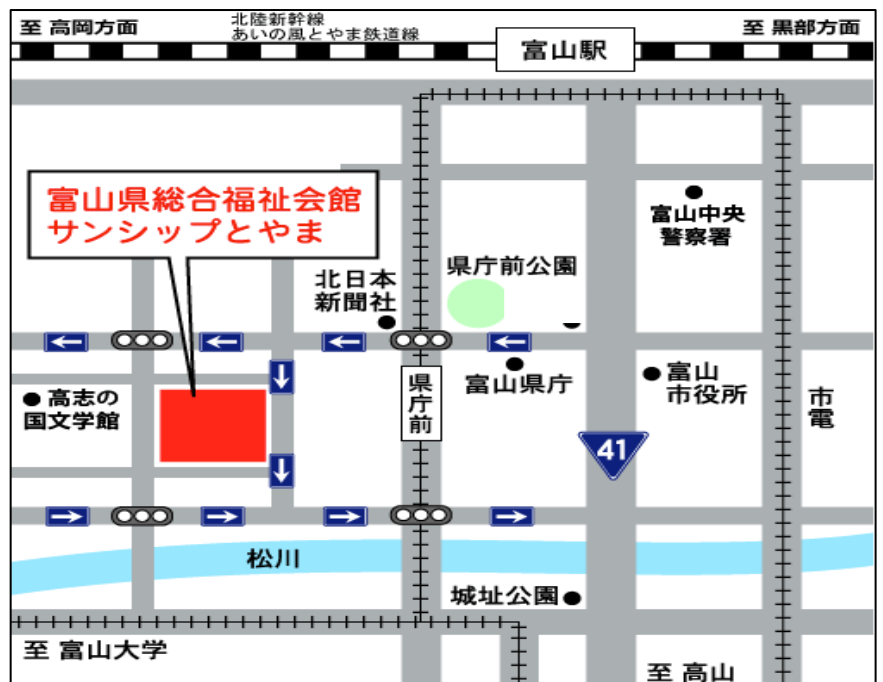 至 高岡方面
北陸新幹線
あいの風とやま鉄道線
富山駅
至 黒部方面
富山県総合福祉会館
サンシップとやま
富山中央
警察署
北日本
新聞社
県庁前公園
高志の
国文学館
県庁前
富山県庁
富山
市役所
市電
41
松川
城址公園
至 富山大学
至 高山